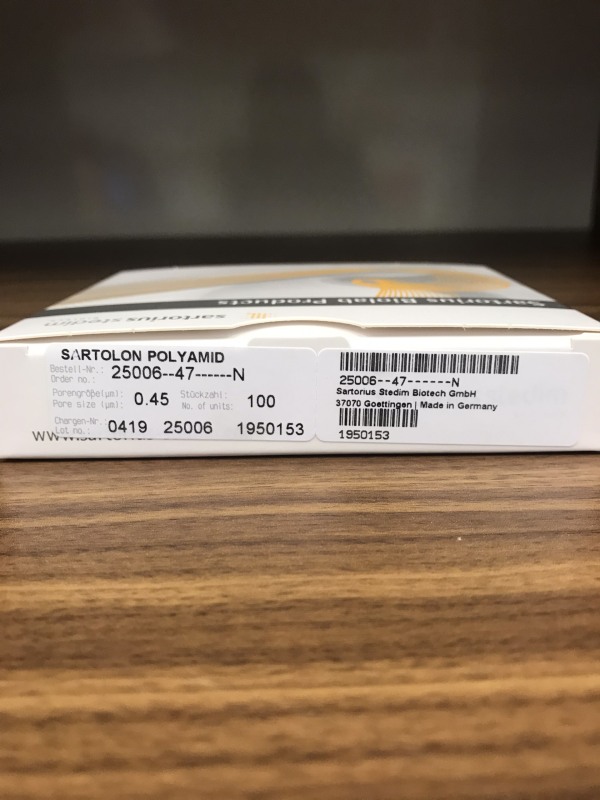 Sartorius Biolab Products
sartorius stedim
SARTOLON POLYAMID
Bestell-Nr.:
Order no.: 25006--47------N
Porengröße(µm):
Pore size (µm): 0.45
Stückzahl:
No. of units: 100
Chargen-Nr.:
Lot no.: 0419 25006 1950153
www.sartorius
25006--47------N
Sartorius Stedim Biotech GmbH
37070 Goettingen | Made in Germany
1950153